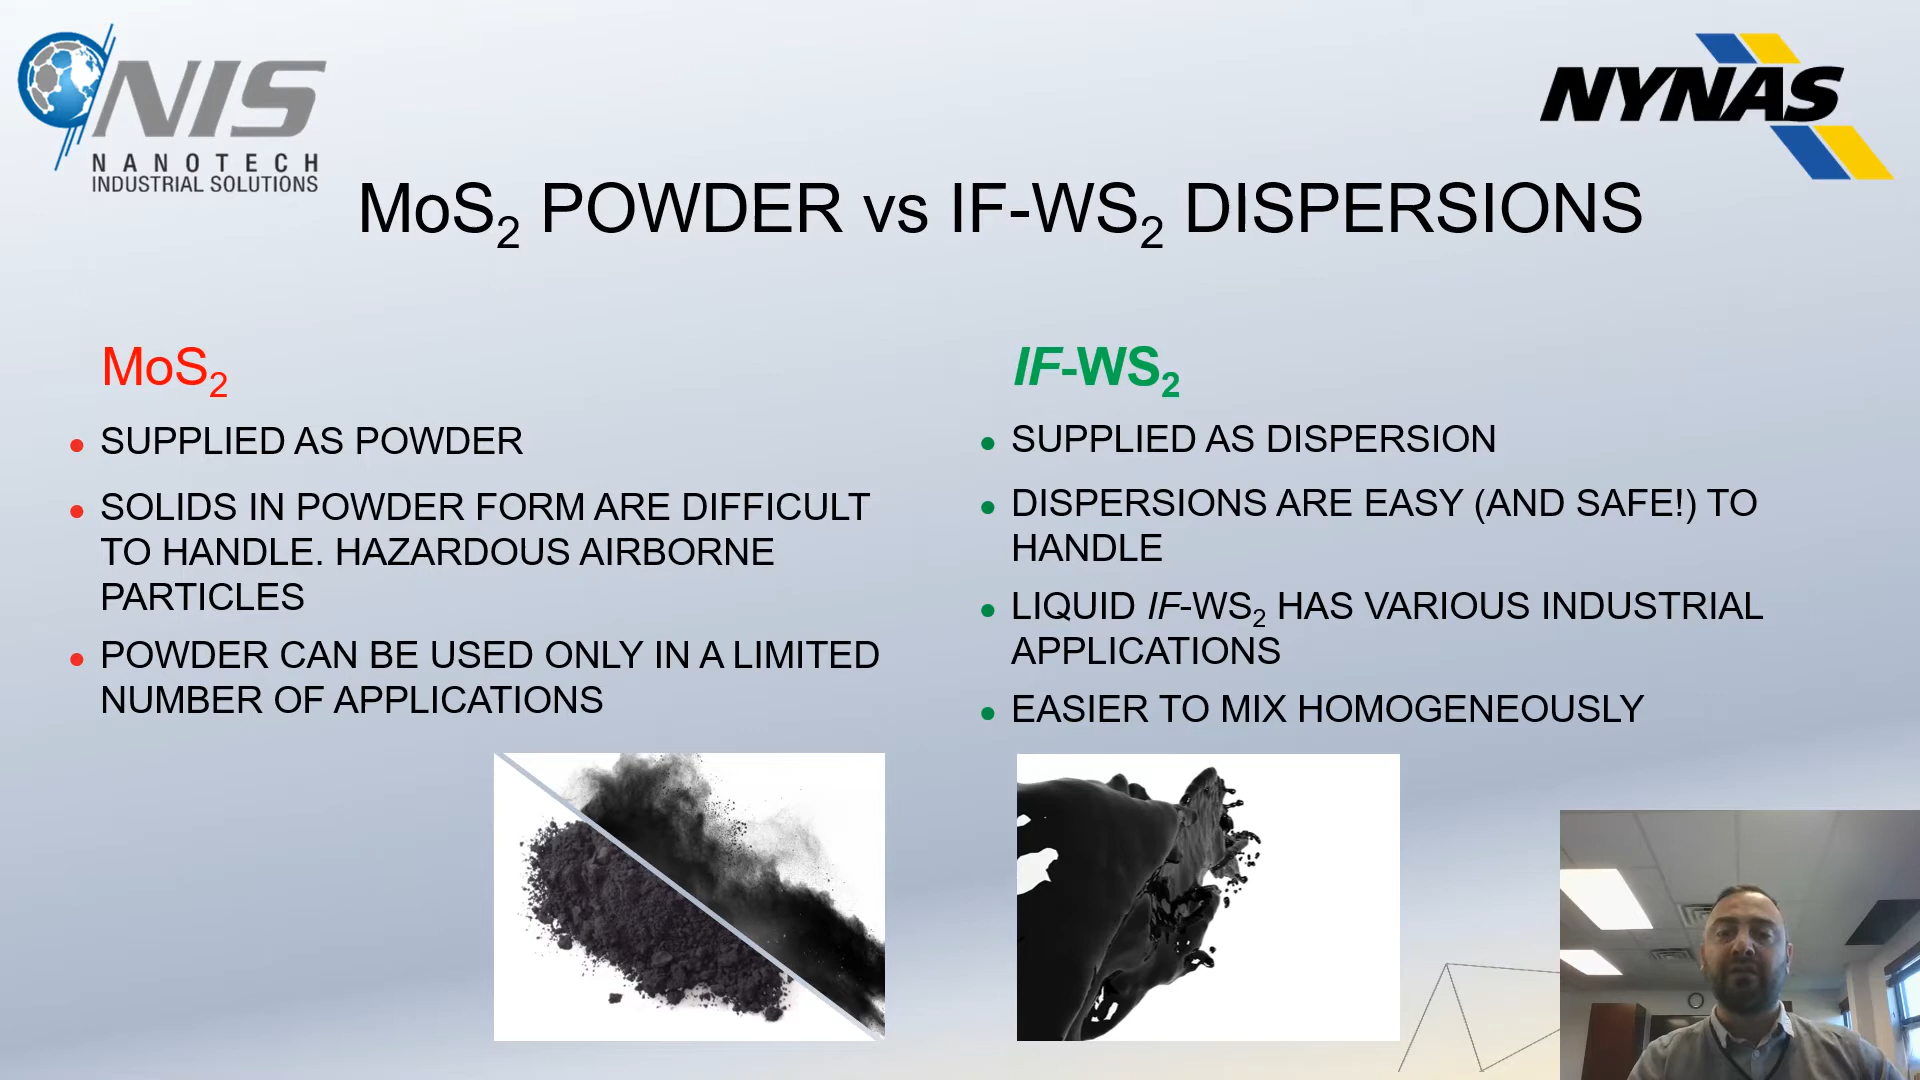 NIS
NANOTECH
INDUSTRIAL SOLUTIONS
NYNAS
MoS₂ POWDER vs IF-WS₂ DISPERSIONS
MoS₂
• SUPPLIED AS POWDER
• SOLIDS IN POWDER FORM ARE DIFFICULT
TO HANDLE. HAZARDOUS AIRBORNE
PARTICLES
• POWDER CAN BE USED ONLY IN A LIMITED
NUMBER OF APPLICATIONS
IF-WS₂
• SUPPLIED AS DISPERSION
• DISPERSIONS ARE EASY (AND SAFE!) TO
HANDLE
• LIQUID IF-WS₂ HAS VARIOUS INDUSTRIAL
APPLICATIONS
• EASIER TO MIX HOMOGENEOUSLY